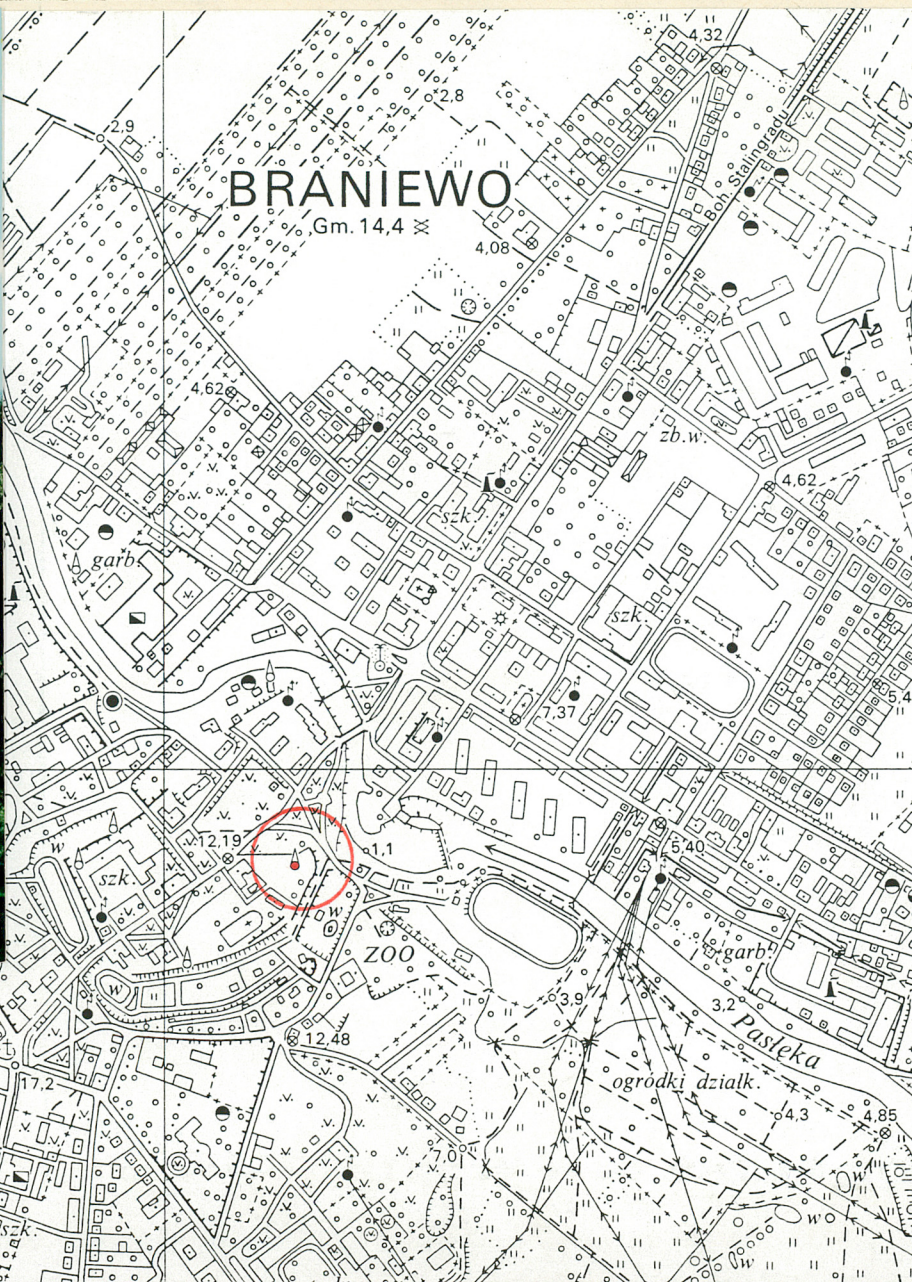 4,32
2,8
2,9
Boh. Stalingradu
BRANIEWO
Gm. 14,4
4,08
4,62
zb.w.
4,62
szk.
garb.
szk.
5,4
7,37
12,19
1,1
5,40
w
szk.
w
ZOO
garb.
w
3,9
3,2
Pasłęka
12,48
17,2
ogródki działk.
4,3
4,85
7,0
w
w
w
szk.